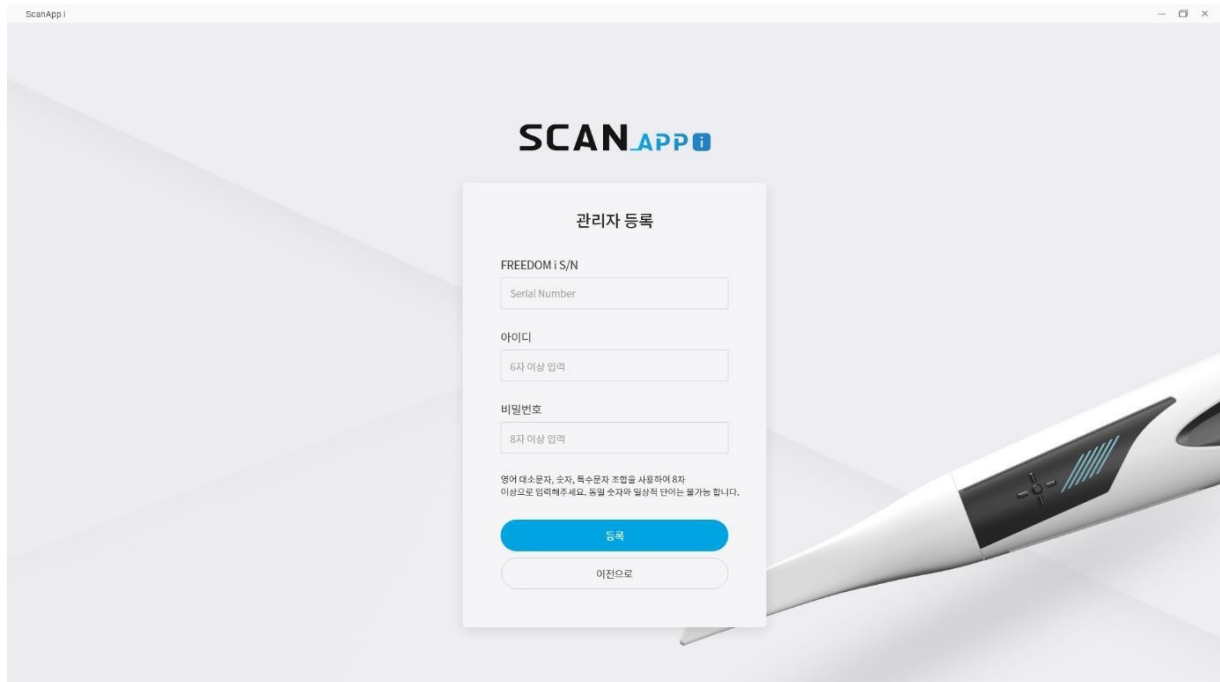 ScanApp i
SCAN_APP i
관리자 등록
FREEDOM i S/N
Serial Number
아이디
6자 이상 입력
비밀번호
8자 이상 입력
영어 대소문자, 숫자, 특수문자 조합을 사용하여 8자
이상으로 입력해주세요. 동일 숫자와 일상적 단어는 불가능 합니다.
등록
이전으로